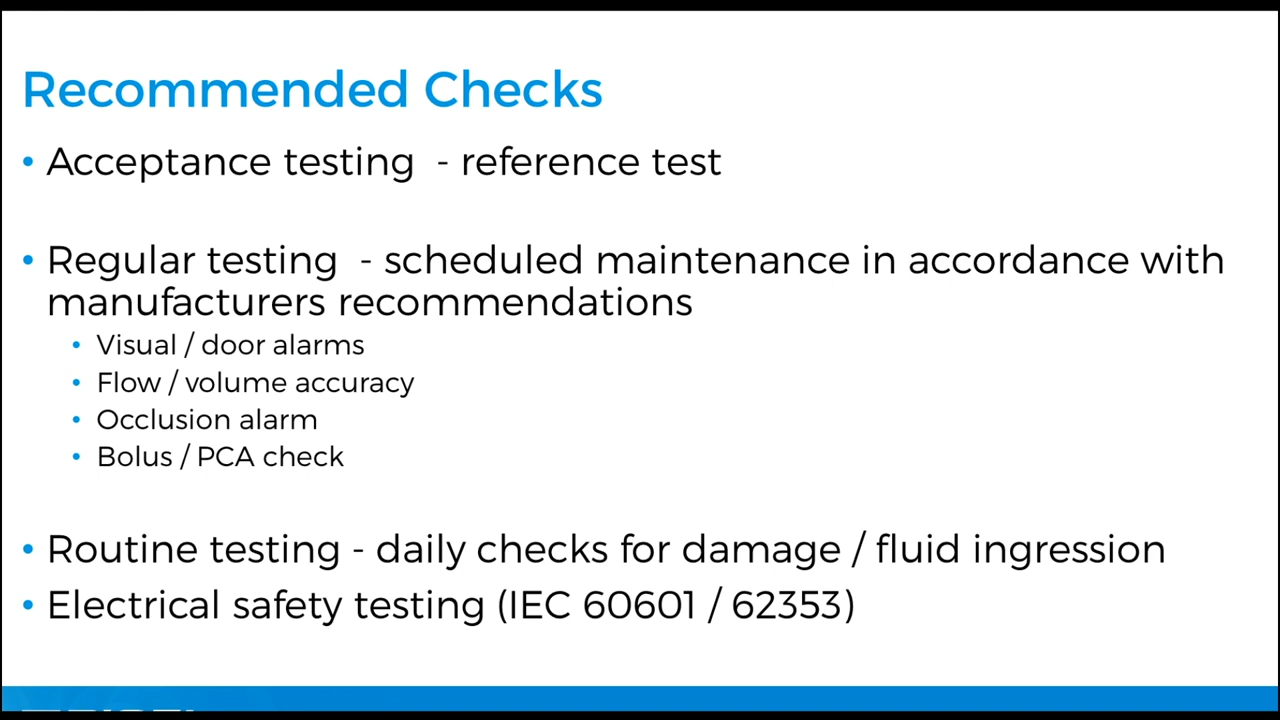 Recommended Checks
• Acceptance testing - reference test
• Regular testing - scheduled maintenance in accordance with
manufacturers recommendations
• Visual / door alarms
• Flow / volume accuracy
• Occlusion alarm
• Bolus / PCA check
• Routine testing - daily checks for damage / fluid ingression
• Electrical safety testing (IEC 60601 / 62353)